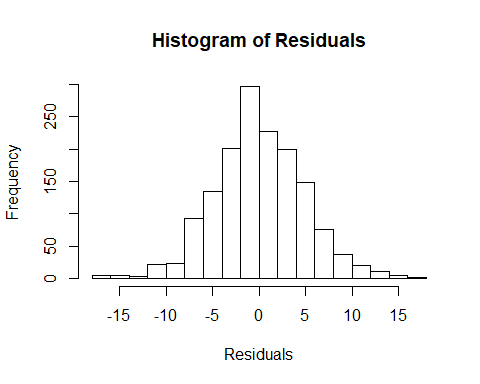 Histogram of Residuals
Frequency
250
150
50
0
-15 -10 -5 0 5 10 15
Residuals